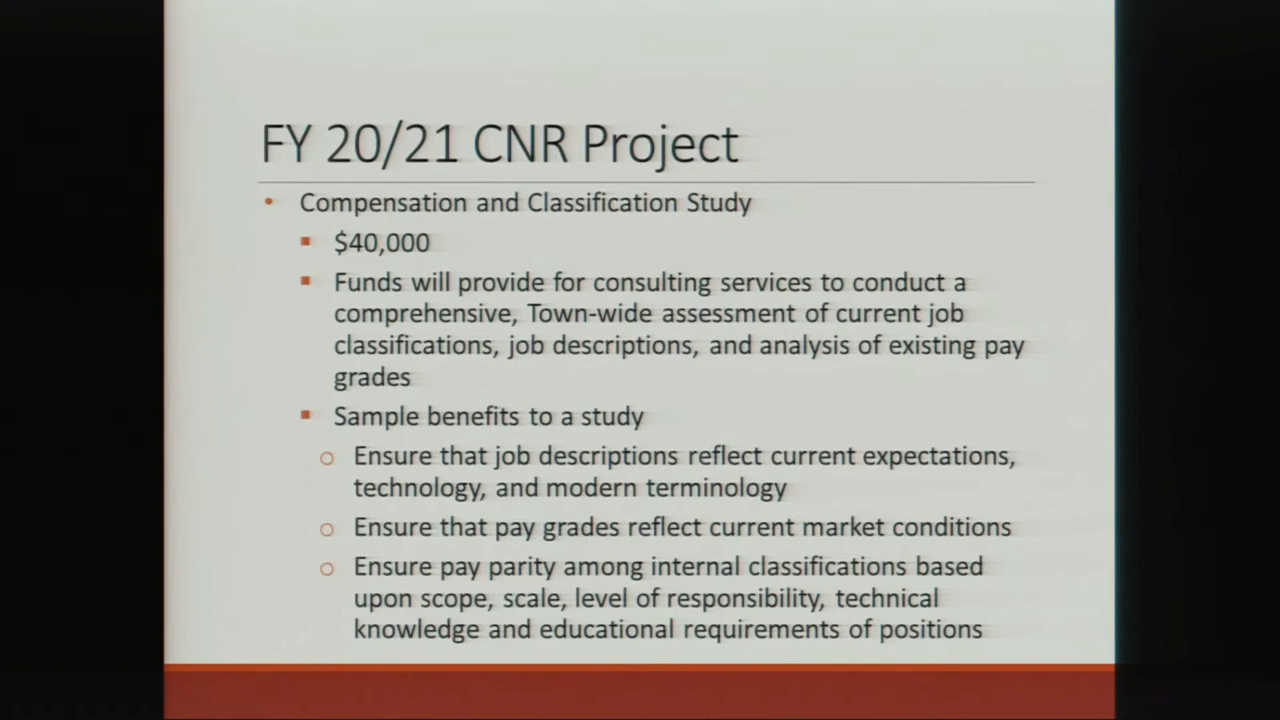 FY 20/21 CNR Project
• Compensation and Classification Study
▪ $40,000
▪ Funds will provide for consulting services to conduct a
comprehensive, Town-wide assessment of current job
classifications, job descriptions, and analysis of existing pay
grades
▪ Sample benefits to a study
o Ensure that job descriptions reflect current expectations,
technology, and modern terminology
o Ensure that pay grades reflect current market conditions
o Ensure pay parity among internal classifications based
upon scope, scale, level of responsibility, technical
knowledge and educational requirements of positions